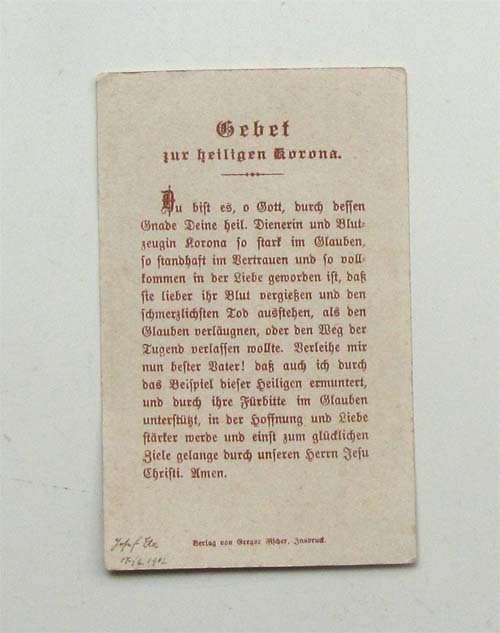 Gebet
zur heiligen Korona.
Du bist es, o Gott, durch dessen
Gnade Deine heil. Dienerin und Blut-
zeugin Korona so stark im Glauben,
so standhaft im Vertrauen und so voll-
kommen in der Liebe geworden ist, daß
sie lieber ihr Blut vergießen und den
schmerzlichsten Tod ausstehen, als den
Glauben verläugnen, oder den Weg der
Tugend verlassen wollte. Verleihe mir
nun bester Vater! daß auch ich durch
das Beispiel dieser Heiligen ermuntert,
und durch ihre Fürbitte im Glauben
unterstützt, in der Hoffnung und Liebe
stärker werde und einst zum glücklichen
Ziele gelange durch unseren Herrn Jesu
Christi. Amen.
Verlag von Gregor Fischer, Innsbruck.
Josef
1902